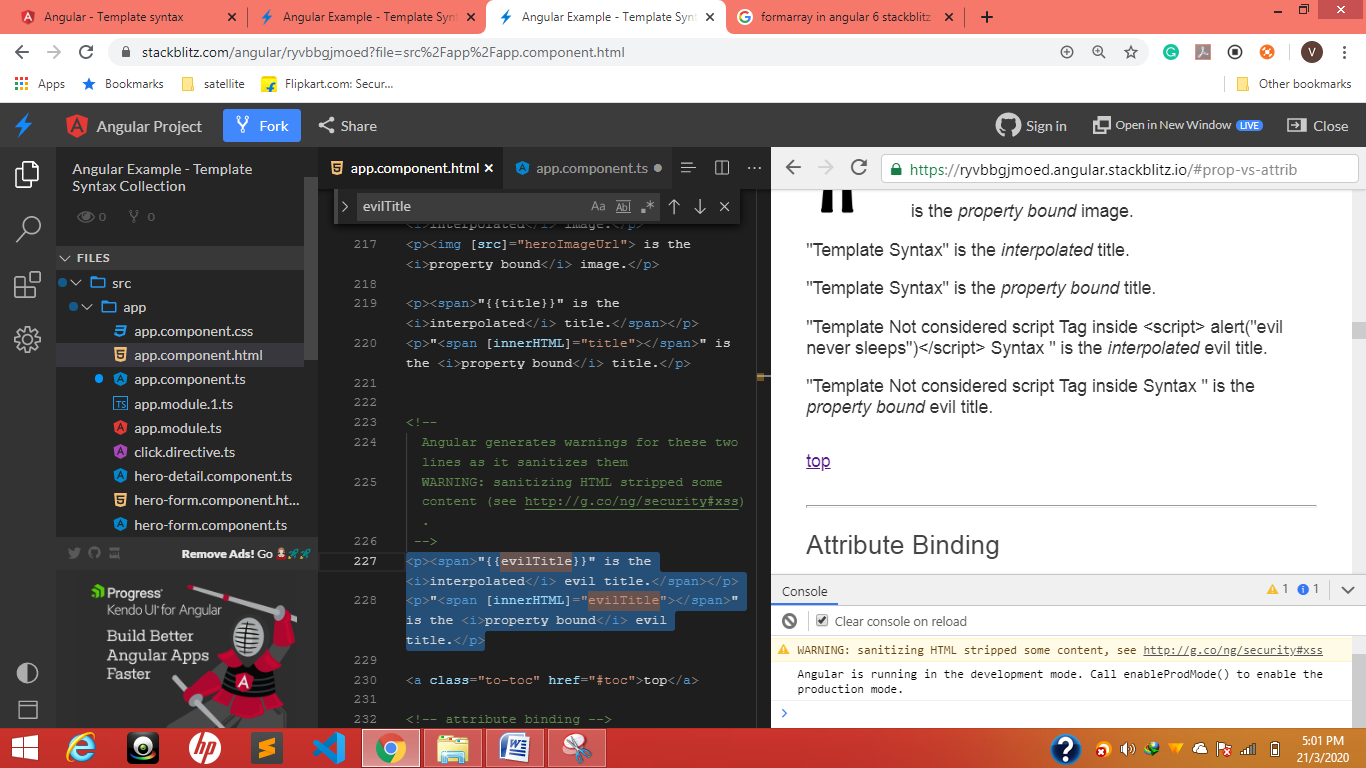 Angular - Template syntax
Angular Example - Template Synt
Angular Example - Template Synt
formarray in angular 6 stackblitz
stackblitz.com/angular/ryvbbgjmoed?file=src%2Fapp%2Fapp.component.html
V
Apps
Bookmarks
satellite
Flipkart.com: Secur...
Other bookmarks
Angular Project
Fork
Share
Sign in
Open in New Window LIVE
Close
Angular Example - Template
Syntax Collection
0
0
FILES
src
app
app.component.css
app.component.html
app.component.ts
TS app.module.1.ts
app.module.ts
click.directive.ts
hero-detail.component.ts
hero-form.component.ht...
hero-form.component.ts
Remove Ads! Go
Progress®
Kendo UI® for Angular
Build Better
Angular Apps
Faster
app.component.html
app.component.ts
evilTitle
Aa Abl .*
<i>interpolated</i> image.</p>
217 <p><img [src]="heroImageUrl"> is the
<i>property bound</i> image.</p>
218
219 <p><span>"{{title}}" is the
<i>interpolated</i> title.</span></p>
220 <p>"<span [innerHTML]="title"></span>" is
the <i>property bound</i> title.</p>
221
222
223 <!--
224 Angular generates warnings for these two
lines as it sanitizes them
225 WARNING: sanitizing HTML stripped some
content (see http://g.co/ng/security#xss)
.
226 -->
227 <p><span>"{{evilTitle}}" is the
<i>interpolated</i> evil title.</span></p>
228 <p>"<span [innerHTML]="evilTitle"></span>"
is the <i>property bound</i> evil
title.</p>
229
230 <a class="to-toc" href="#toc">top</a>
231
232 <!-- attribute binding -->
https://ryvbbgjmoed.angular.stackblitz.io/#prop-vs-attrib
is the property bound image.
"Template Syntax" is the interpolated title.
"Template Syntax" is the property bound title.
"Template Not considered script Tag inside <script> alert("evil
never sleeps")</script> Syntax " is the interpolated evil title.
"Template Not considered script Tag inside Syntax " is the
property bound evil title.
top
Attribute Binding
Console
1
1
Clear console on reload
WARNING: sanitizing HTML stripped some content, see http://g.co/ng/security#xss
Angular is running in the development mode. Call enableProdMode() to enable the
production mode.
5:01 PM
21/3/2020